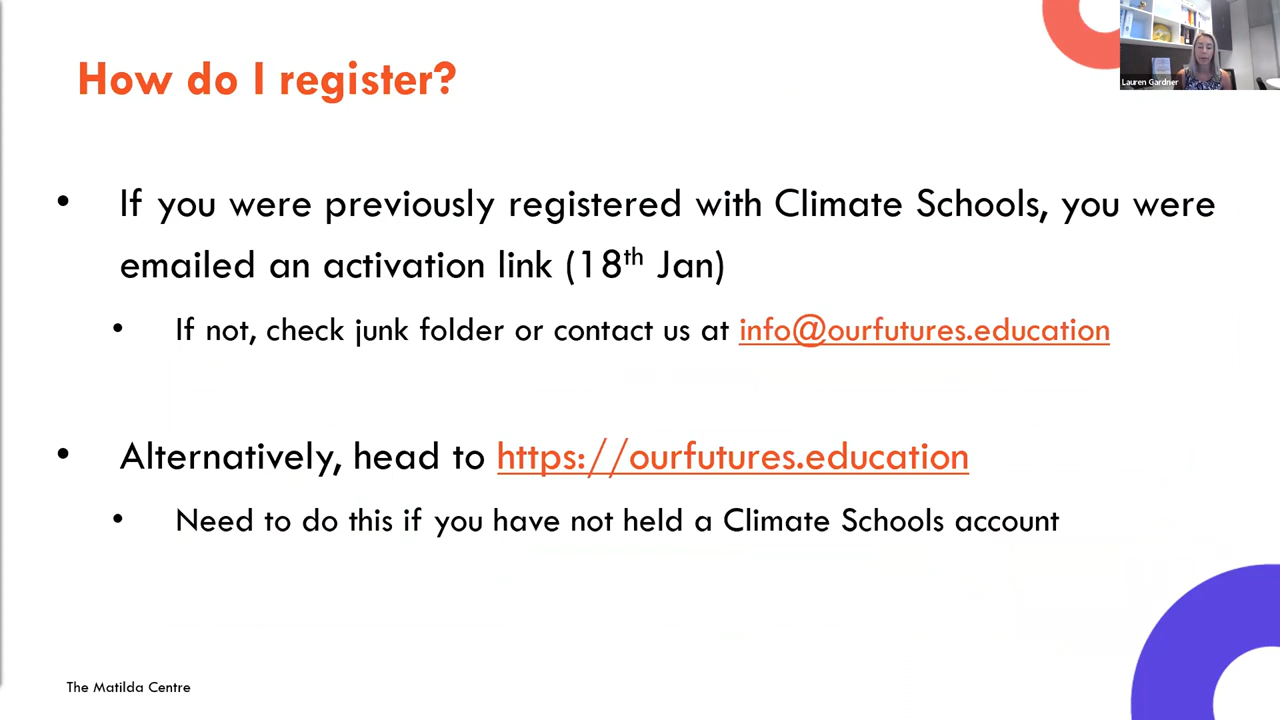 How do I register?
Lauren Gardner
• If you were previously registered with Climate Schools, you were
emailed an activation link (18th Jan)
• If not, check junk folder or contact us at info@ourfutures.education
• Alternatively, head to https://ourfutures.education
• Need to do this if you have not held a Climate Schools account
The Matilda Centre